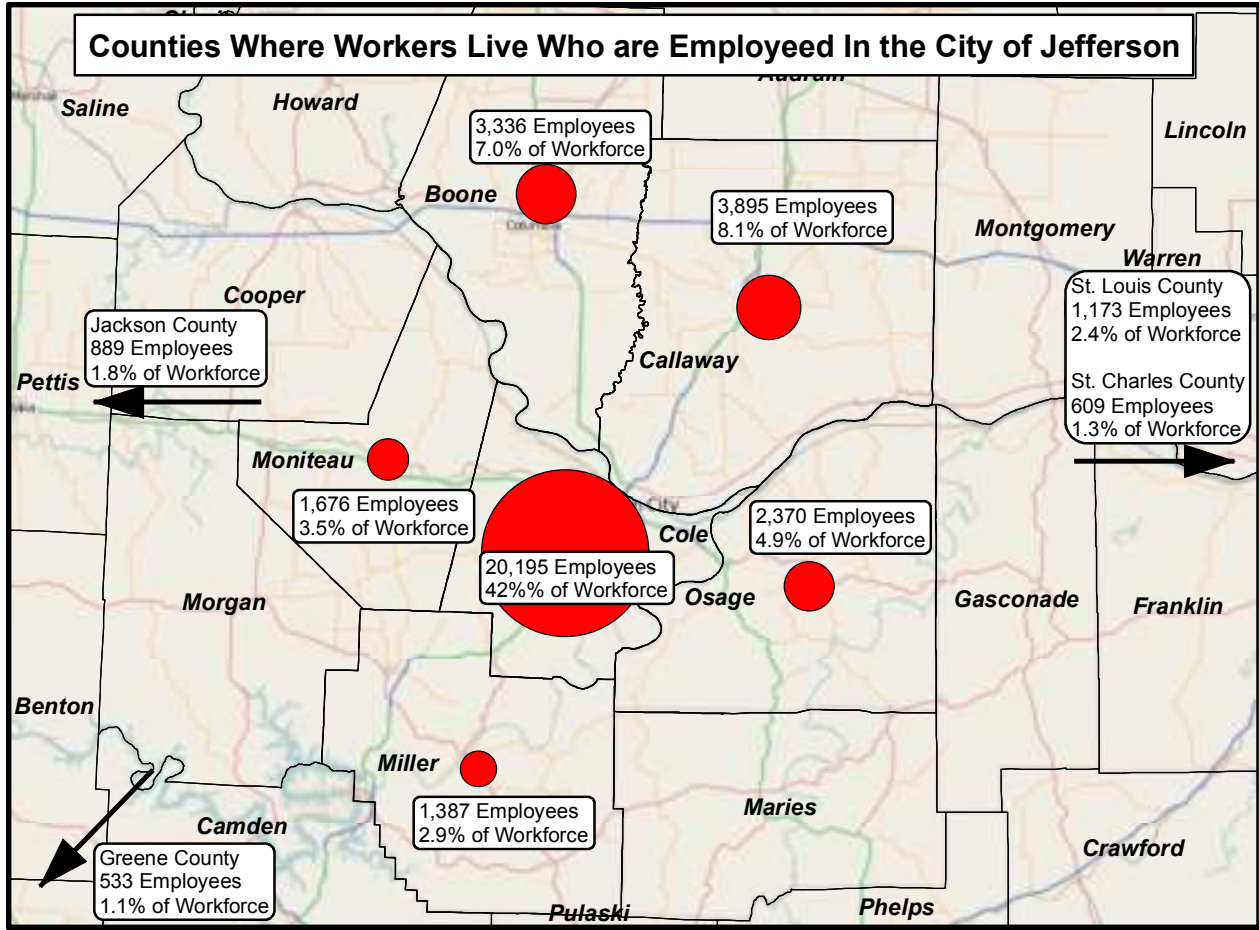 Counties Where Workers Live Who are Employeed In the City of Jefferson
Audrain
Saline
Howard
Lincoln
3,336 Employees
7.0% of Workforce
Boone
Columbia
3,895 Employees
8.1% of Workforce
Montgomery
Warren
St. Louis County
1,173 Employees
2.4% of Workforce
St. Charles County
609 Employees
1.3% of Workforce
Cooper
Jackson County
889 Employees
1.8% of Workforce
Pettis
Callaway
Moniteau
1,676 Employees
3.5% of Workforce
City
Cole
20,195 Employees
42%% of Workforce
2,370 Employees
4.9% of Workforce
Osage
Morgan
Gasconade
Franklin
Benton
Miller
1,387 Employees
2.9% of Workforce
Maries
Camden
Greene County
533 Employees
1.1% of Workforce
Crawford
Phelps
Pulaski